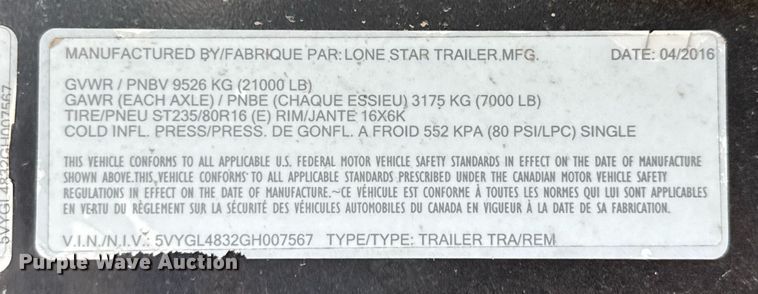 MANUFACTURED BY/FABRIQUE PAR: LONE STAR TRAILER MFG. DATE: 04/2016
GVWR / PNBV 9526 KG (21000 LB)
GAWR (EACH AXLE) / PNBE (CHAQUE ESSIEU) 3175 KG (7000 LB)
TIRE/PNEU ST235/80R16 (E) RIM/JANTE 16X6K
COLD INFL. PRESS/PRESS. DE GONFL. A FROID 552 KPA (80 PSI/LPC) SINGLE
THIS VEHICLE CONFORMS TO ALL APPLICABLE U.S. FEDERAL MOTOR VEHICLE SAFETY STANDARDS IN EFFECT ON THE DATE OF MANUFACTURE
SHOWN ABOVE.THIS VEHICLE CONFORMS TO ALL APPLICABLE STANDARDS PRESCRIBED UNDER THE CANADIAN MOTOR VEHICLE SAFETY
REGULATIONS IN EFFECT ON THE DATE OF MANUFACTURE.~CE VÉHICULE EST CONFORME À TOUTES LES NORMES QUI LUI SONT APPLICABLES
EN VERTU DU RÈGLEMENT SUR LA SÉCURITÉ DES VÉHICULES AUTOMOBILES DU CANADA EN VIGUEUR À LA DATE DE SA FABRICATION.
V.I.N./N.I.V.: 5VYGL4832GH007567 TYPE/TYPE: TRAILER TRA/REM
5VYGL4832GH007567
Purple Wave Auction